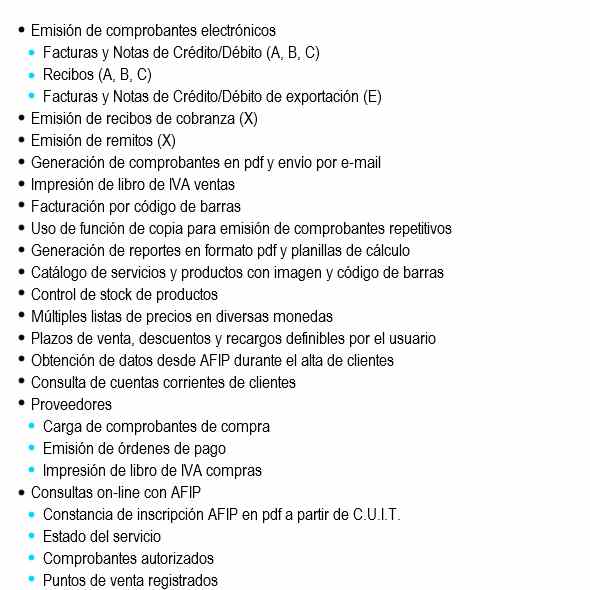 • Emisión de comprobantes electrónicos
• Facturas y Notas de Crédito/Débito (A, B, C)
• Recibos (A, B, C)
• Facturas y Notas de Crédito/Débito de exportación (E)
• Emisión de recibos de cobranza (X)
• Emisión de remitos (X)
• Generación de comprobantes en pdf y envio por e-mail
• Impresión de libro de IVA ventas
• Facturación por código de barras
• Uso de función de copia para emisión de comprobantes repetitivos
• Generación de reportes en formato pdf y planillas de cálculo
• Catálogo de servicios y productos con imagen y código de barras
• Control de stock de productos
• Múltiples listas de precios en diversas monedas
• Plazos de venta, descuentos y recargos definibles por el usuario
• Obtención de datos desde AFIP durante el alta de clientes
• Consulta de cuentas corrientes de clientes
• Proveedores
• Carga de comprobantes de compra
• Emisión de órdenes de pago
• Impresión de libro de IVA compras
• Consultas on-line con AFIP
• Constancia de inscripción AFIP en pdf a partir de C.U.I.T.
• Estado del servicio
• Comprobantes autorizados
• Puntos de venta registrados